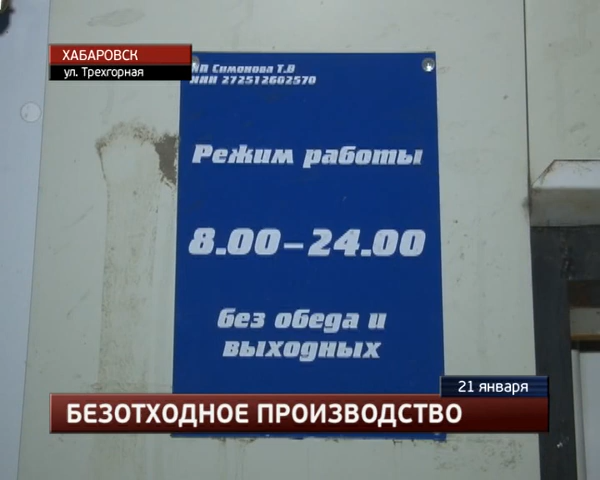 ХАБАРОВСК
ул. Трехгорная
ИП Симонова Т.В
ИНН 272512602570
Режим работы
8.00-24.00
без обеда и
выходных
21 января
БЕЗОТХОДНОЕ ПРОИЗВОДСТВО